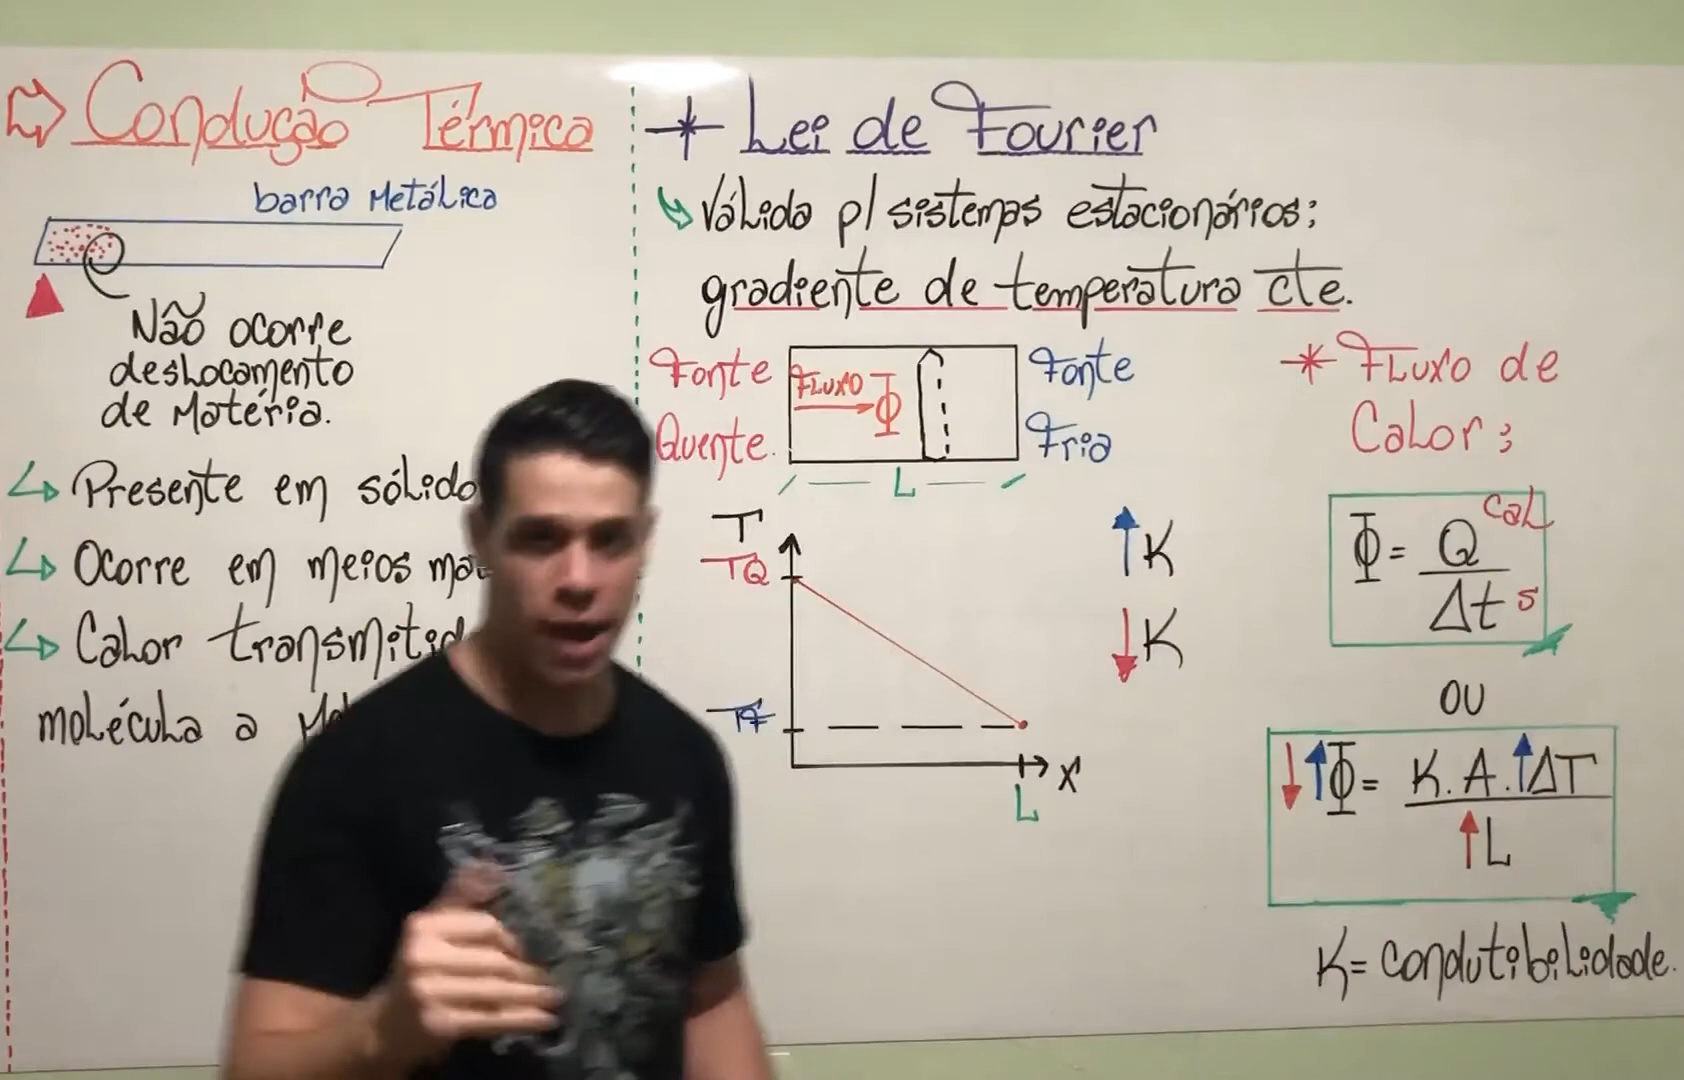 Condução Térmica
barra Metálica
Não ocorre
deslocamento
de Matéria.
Presente em sólido
Ocorre em meios
Calor transmitid
molécula a
* Lei de Fourier
Válida p/ sistemas estacionários;
gradiente de temperatura cte.
Fonte
Quente.
FLUXO Φ
Fonte
Fria
L
T
TQ
TF
X
L
K
K
* Fluxo de
Calor;
Φ = Q cal
Δt s
OU
Φ = K.A.ΔT
L
K = condutibilidade.